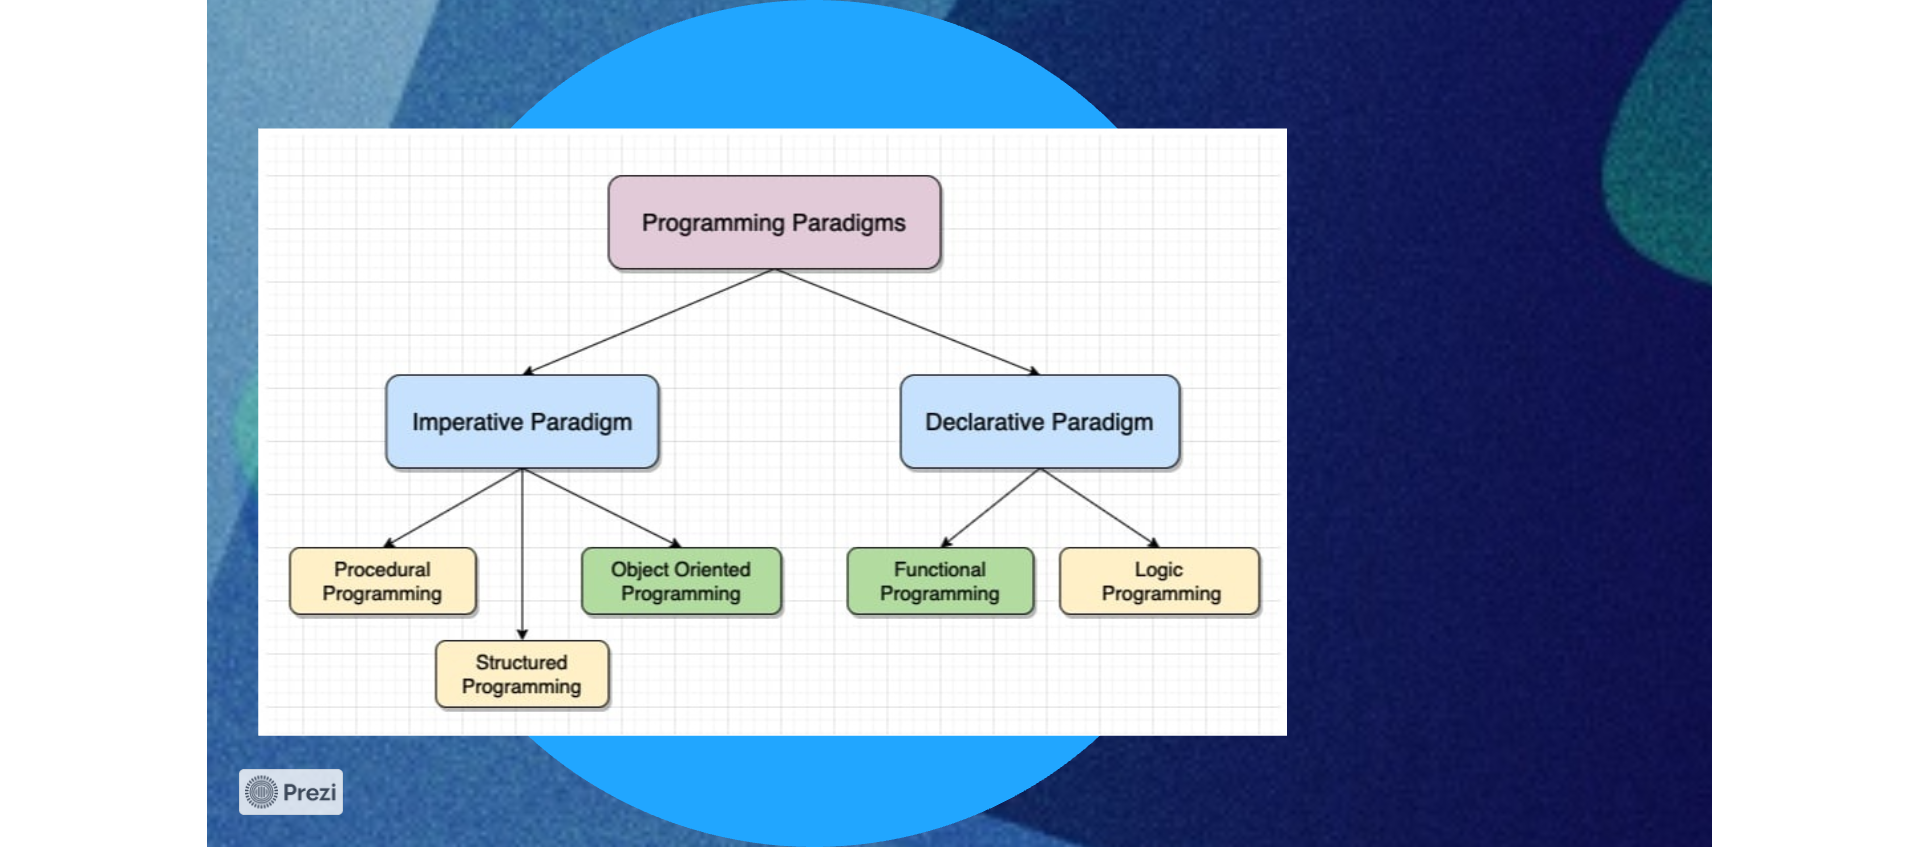 Programming Paradigms
Imperative Paradigm
Declarative Paradigm
Procedural
Programming
Object Oriented
Programming
Functional
Programming
Logic
Programming
Structured
Programming
Prezi